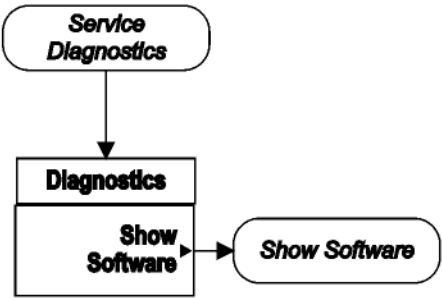 Service
Diagnostics
Diagnostics
Show
Software
Show Software